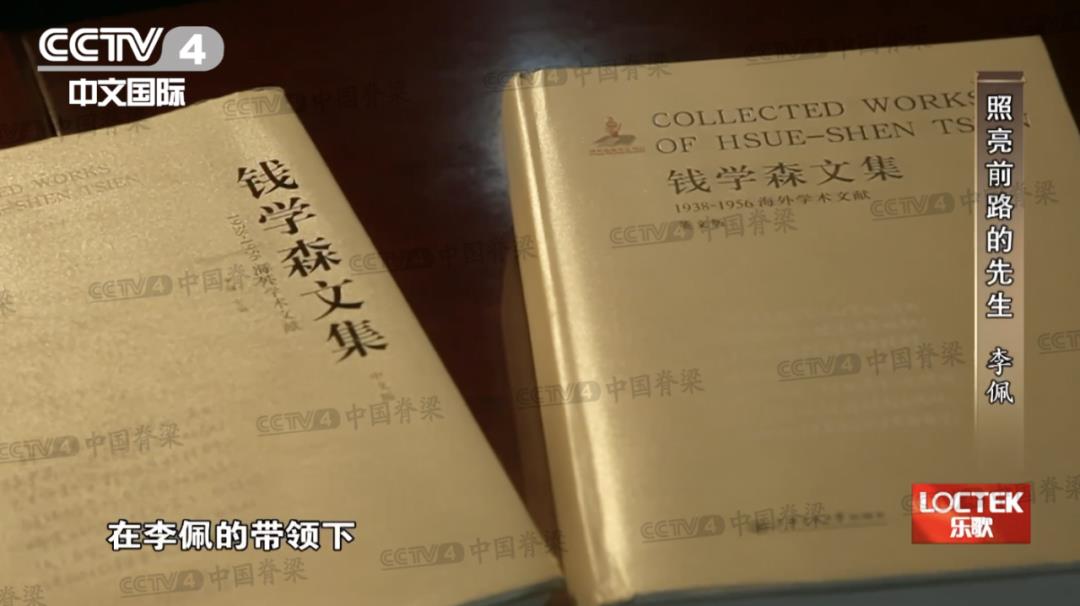 CCTV 4
中文国际
COLLECTED WORKS
OF HSUE-SHEN TSIEN
钱学森文集
1938-1956 海外学术文献
WORKS
钱学森文集
1938-1956 海外学术文献
照亮前路的先生 李佩
LOCTEK
乐歌
在李佩的带领下
CCTV4 中国脊梁